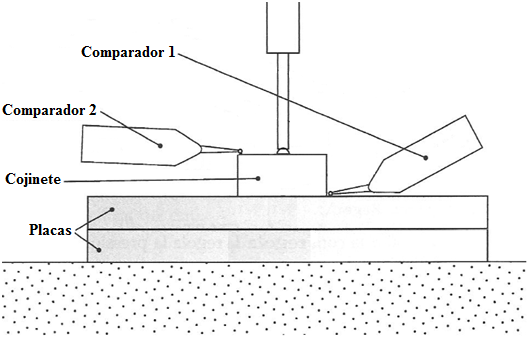 Comparador 1
Comparador 2
Cojinete
Placas